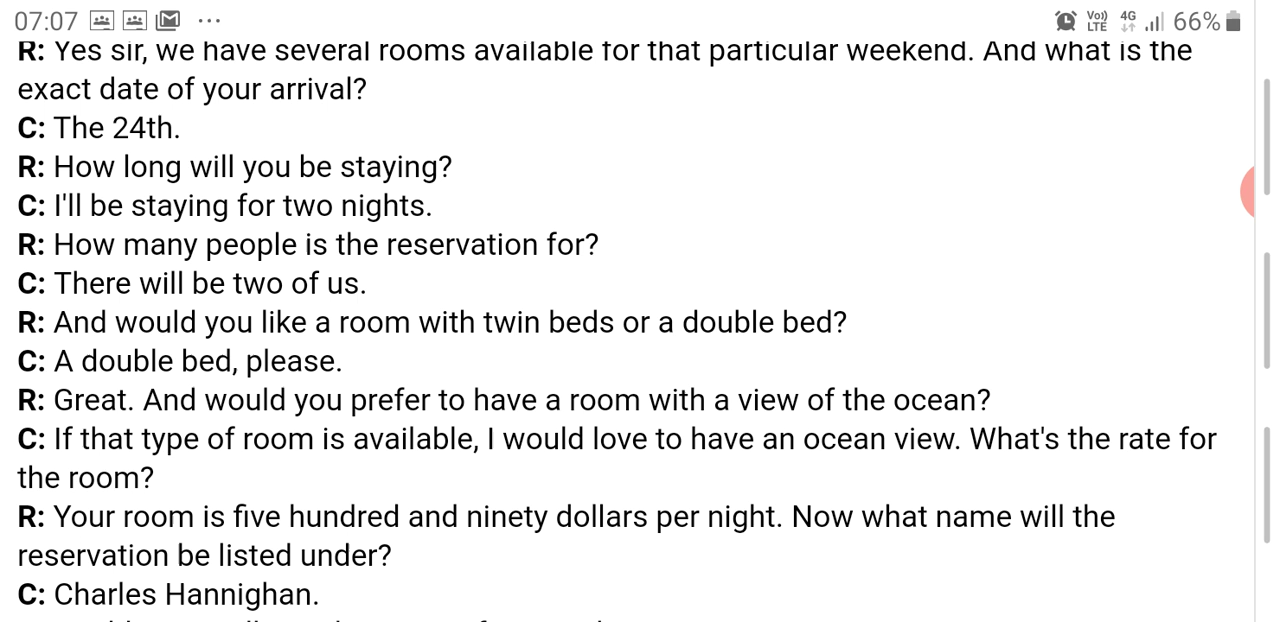 07:07 ... Vo)) LTE 4G 66%
R: Yes sir, we have several rooms available for that particular weekend. And what is the
exact date of your arrival?
C: The 24th.
R: How long will you be staying?
C: I'll be staying for two nights.
R: How many people is the reservation for?
C: There will be two of us.
R: And would you like a room with twin beds or a double bed?
C: A double bed, please.
R: Great. And would you prefer to have a room with a view of the ocean?
C: If that type of room is available, I would love to have an ocean view. What's the rate for
the room?
R: Your room is five hundred and ninety dollars per night. Now what name will the
reservation be listed under?
C: Charles Hannighan.